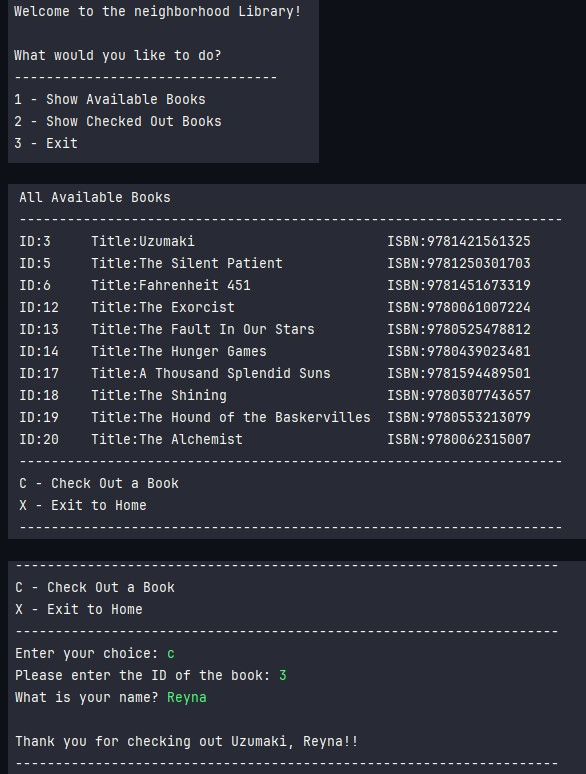 Welcome to the neighborhood Library!
What would you like to do?
---------------------------------
1 - Show Available Books
2 - Show Checked Out Books
3 - Exit
All Available Books
--------------------------------------------------------------------
ID:3     Title:Uzumaki                        ISBN:9781421561325
ID:5     Title:The Silent Patient             ISBN:9781250301703
ID:6     Title:Fahrenheit 451                 ISBN:9781451673319
ID:12    Title:The Exorcist                   ISBN:9780061007224
ID:13    Title:The Fault In Our Stars         ISBN:9780525478812
ID:14    Title:The Hunger Games               ISBN:9780439023481
ID:17    Title:A Thousand Splendid Suns       ISBN:9781594489501
ID:18    Title:The Shining                    ISBN:9780307743657
ID:19    Title:The Hound of the Baskervilles  ISBN:9780553213079
ID:20    Title:The Alchemist                  ISBN:9780062315007
--------------------------------------------------------------------
C - Check Out a Book
X - Exit to Home
--------------------------------------------------------------------
--------------------------------------------------------------------
C - Check Out a Book
X - Exit to Home
--------------------------------------------------------------------
Enter your choice: c
Please enter the ID of the book: 3
What is your name? Reyna
Thank you for checking out Uzumaki, Reyna!!
--------------------------------------------------------------------